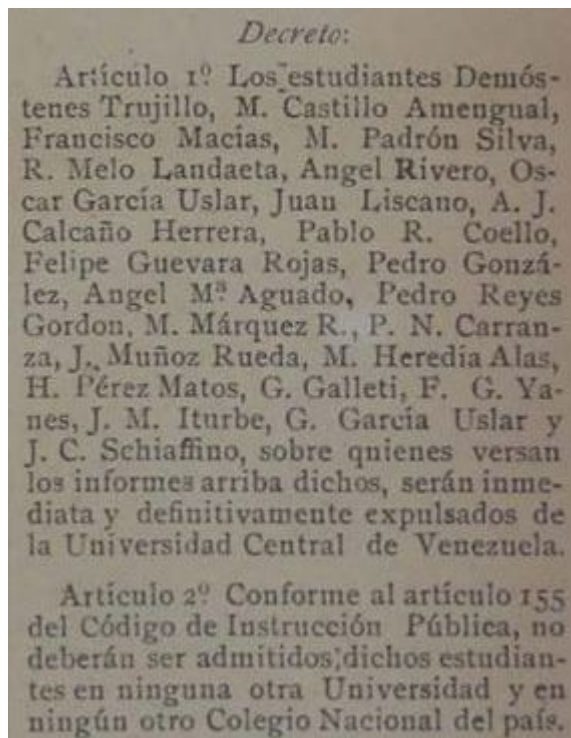 Decreto:
Artículo 1º Los estudiantes Demós-
tenes Trujillo, M. Castillo Amengual,
Francisco Macias, M. Padrón Silva,
R. Melo Landaeta, Angel Rivero, Os-
car García Uslar, Juan Liscano, A. J.
Calcaño Herrera, Pablo R. Coello,
Felipe Guevara Rojas, Pedro Gonzá-
lez, Angel Mª Aguado, Pedro Reyes
Gordon, M. Márquez R., P. N. Carran-
za, J. Muñoz Rueda, M. Heredia Alas,
H. Pérez Matos, G. Galleti, F. G. Ya-
nes, J. M. Iturbe, G. García Uslar y
J. C. Schiaffino, sobre qnienes versan
los informes arriba dichos, serán inme-
diata y definitivamente expulsados de
la Universidad Central de Venezuela.
Artículo 2º Conforme al artículo 155
del Código de Instrucción Pública, no
deberán ser admitidos dichos estudian-
tes en ninguna otra Universidad y en
ningún otro Colegio Nacional del país.